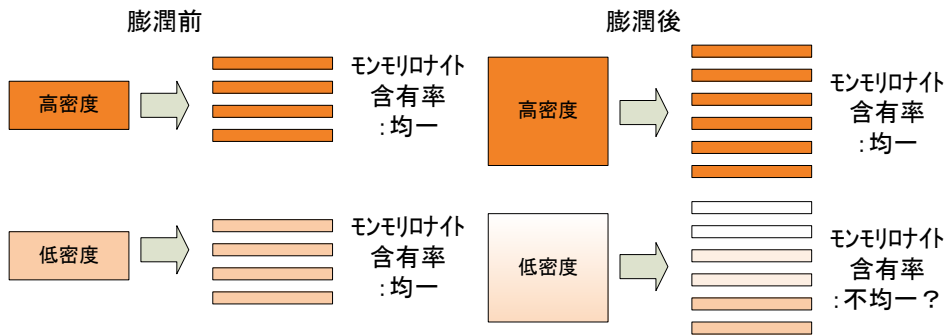 膨潤前
高密度
モンモリロナイト
含有率
:均一
低密度
モンモリロナイト
含有率
:均一
膨潤後
高密度
モンモリロナイト
含有率
:均一
低密度
モンモリロナイト
含有率
:不均一？